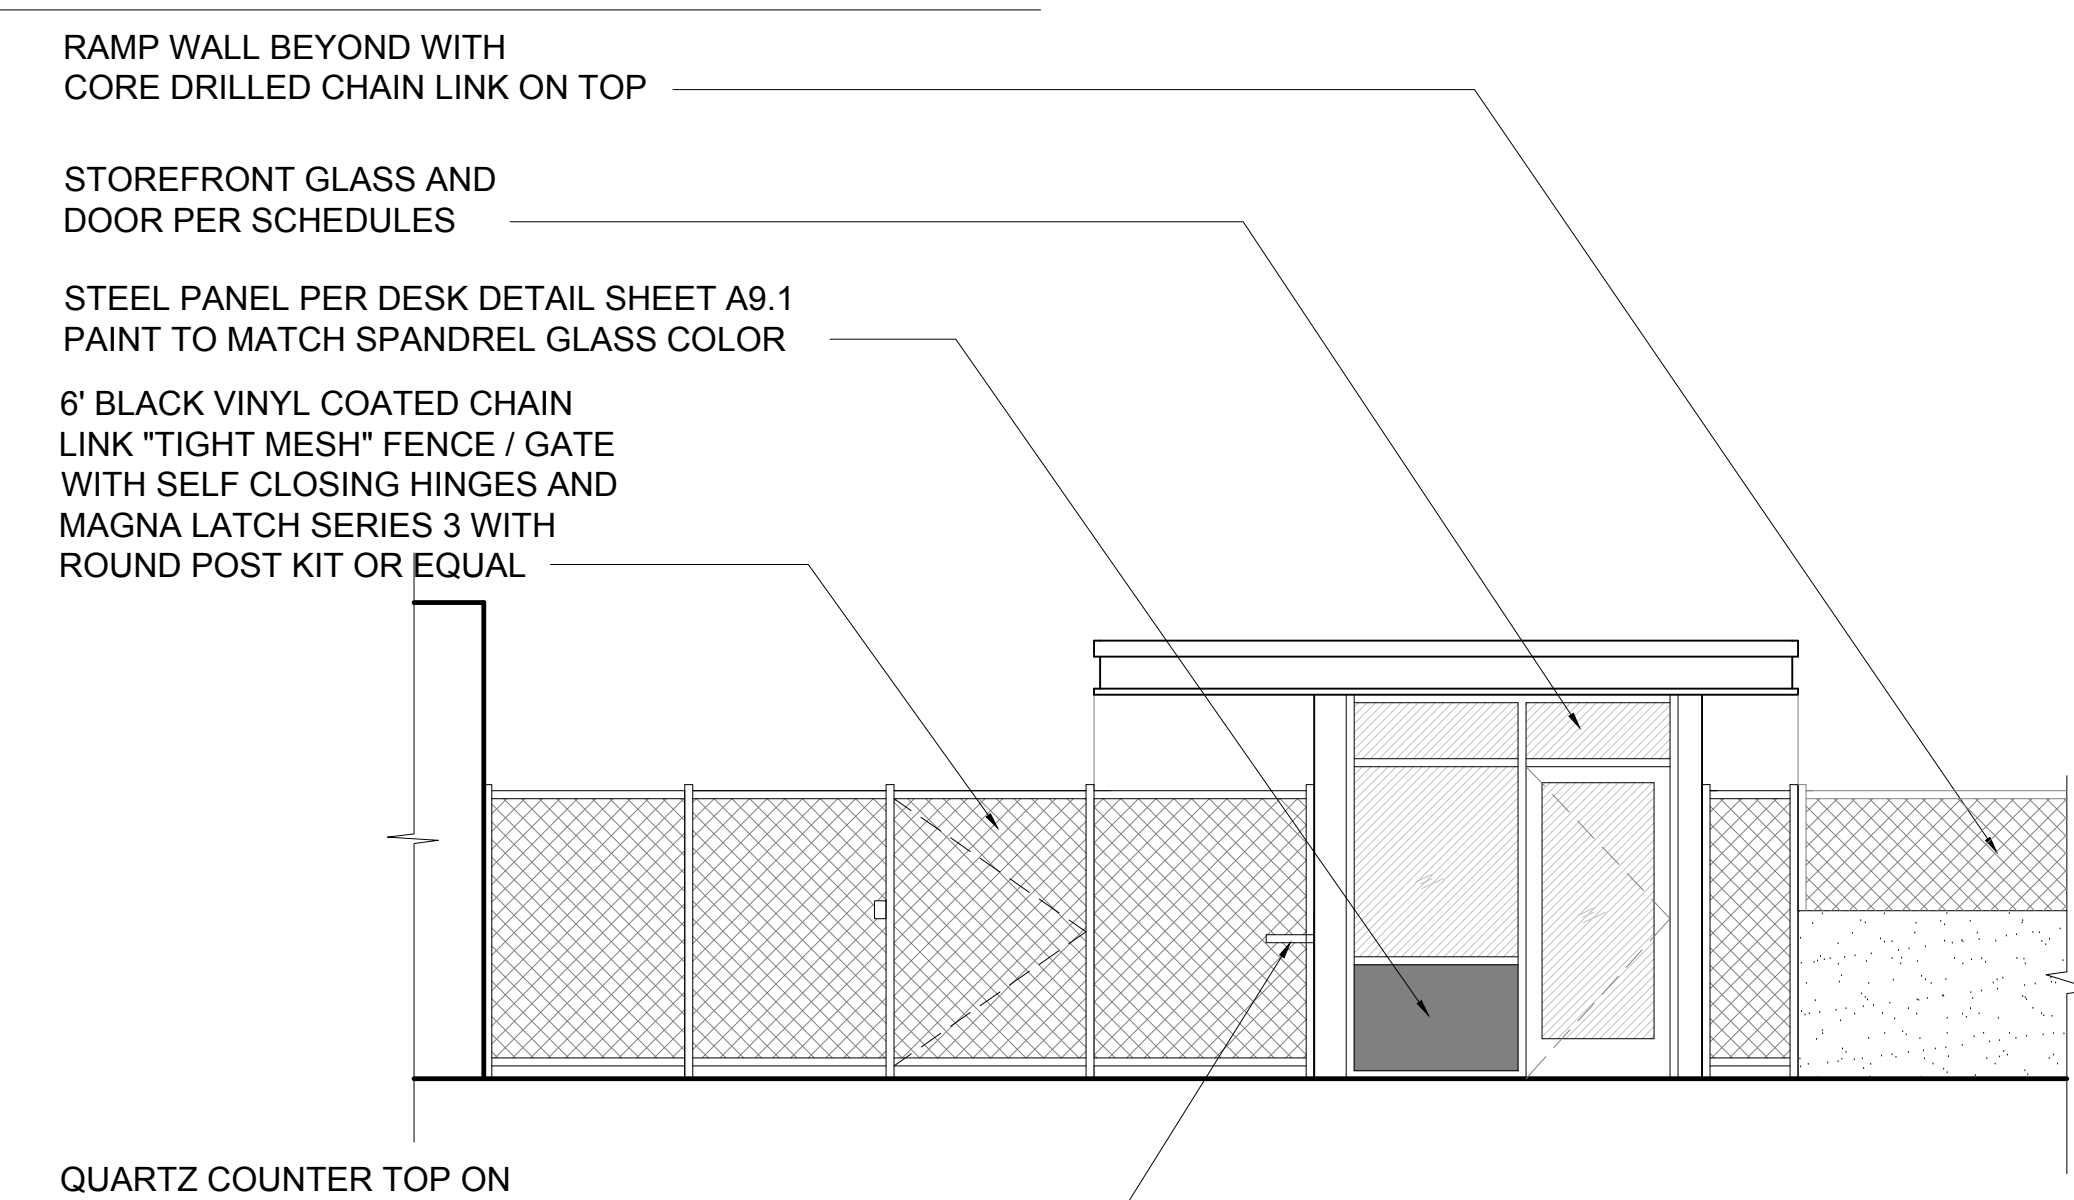 RAMP WALL BEYOND WITH
CORE DRILLED CHAIN LINK ON TOP
STOREFRONT GLASS AND
DOOR PER SCHEDULES
STEEL PANEL PER DESK DETAIL SHEET A9.1
PAINT TO MATCH SPANDREL GLASS COLOR
6' BLACK VINYL COATED CHAIN
LINK "TIGHT MESH" FENCE / GATE
WITH SELF CLOSING HINGES AND
MAGNA LATCH SERIES 3 WITH
ROUND POST KIT OR EQUAL
QUARTZ COUNTER TOP ON